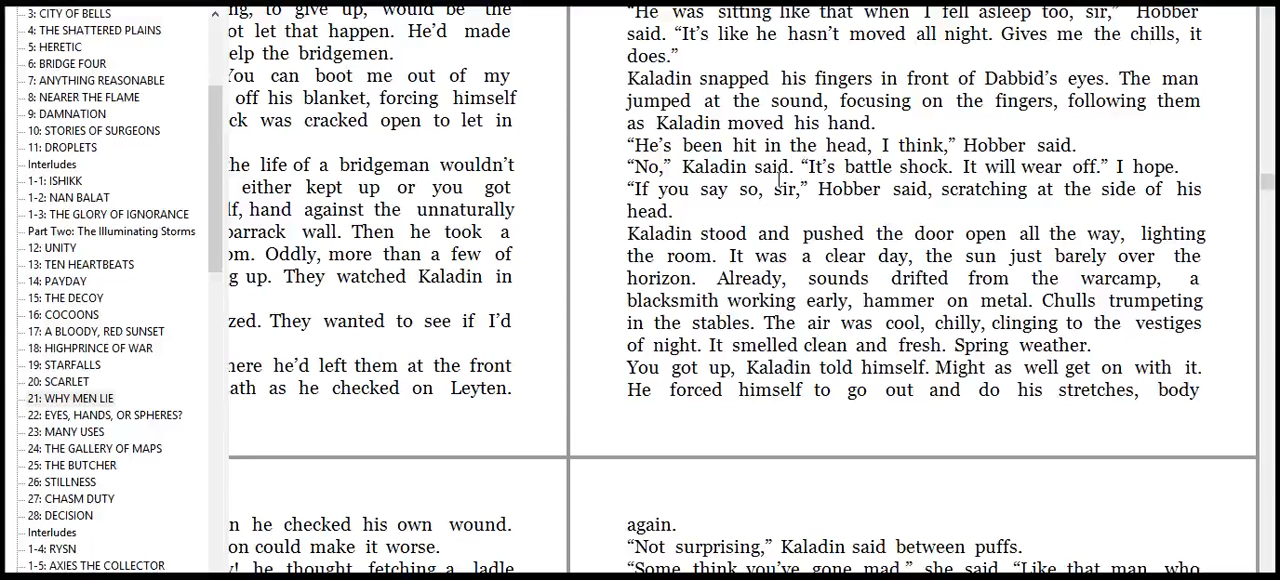 3: CITY OF BELLS
4: THE SHATTERED PLAINS
5: HERETIC
6: BRIDGE FOUR
7: ANYTHING REASONABLE
8: NEARER THE FLAME
9: DAMNATION
10: STORIES OF SURGEONS
11: DROPLETS
Interludes
1-1: ISHIKK
1-2: NAN BALAT
1-3: THE GLORY OF IGNORANCE
Part Two: The Illuminating Storms
12: UNITY
13: TEN HEARTBEATS
14: PAYDAY
15: THE DECOY
16: COCOONS
17: A BLOODY, RED SUNSET
18: HIGHPRINCE OF WAR
19: STARFALLS
20: SCARLET
21: WHY MEN LIE
22: EYES, HANDS, OR SPHERES?
23: MANY USES
24: THE GALLERY OF MAPS
25: THE BUTCHER
26: STILLNESS
27: CHASM DUTY
28: DECISION
Interludes
1-4: RYSN
1-5: AXIES THE COLLECTOR
ng, to give up, would be the
ot let that happen. He’d made
elp the bridgemen.
You can boot me out of my
off his blanket, forcing himself
ck was cracked open to let in
the life of a bridgeman wouldn’t
either kept up or you got
lf, hand against the unnaturally
barrack wall. Then he took a
om. Oddly, more than a few of
g up. They watched Kaladin in
zed. They wanted to see if I’d
here he’d left them at the front
ath as he checked on Leyten.
n he checked his own wound.
on could make it worse.
y! he thought, fetching a ladle
“He was sitting like that when I fell asleep too, sir,” Hobber
said. “It’s like he hasn’t moved all night. Gives me the chills, it
does.”
Kaladin snapped his fingers in front of Dabbid’s eyes. The man
jumped at the sound, focusing on the fingers, following them
as Kaladin moved his hand.
“He’s been hit in the head, I think,” Hobber said.
“No,” Kaladin said. “It’s battle shock. It will wear off.” I hope.
“If you say so, sir,” Hobber said, scratching at the side of his
head.
Kaladin stood and pushed the door open all the way, lighting
the room. It was a clear day, the sun just barely over the
horizon. Already, sounds drifted from the warcamp, a
blacksmith working early, hammer on metal. Chulls trumpeting
in the stables. The air was cool, chilly, clinging to the vestiges
of night. It smelled clean and fresh. Spring weather.
You got up, Kaladin told himself. Might as well get on with it.
He forced himself to go out and do his stretches, body
again.
“Not surprising,” Kaladin said between puffs.
“Some think you’ve gone mad,” she said. “Like that man, who